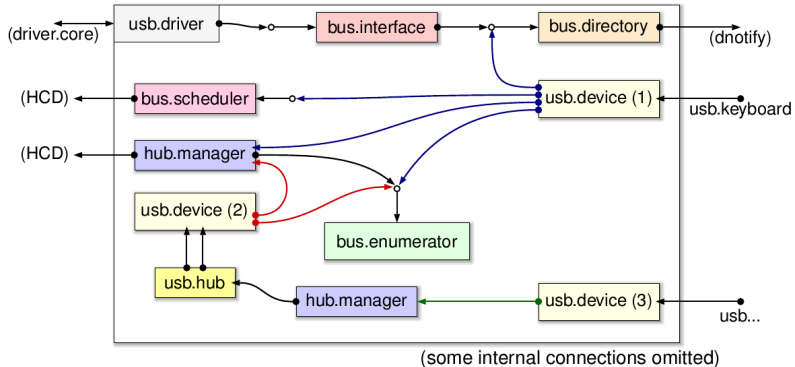 usb.driver
bus.interface
bus.directory
(driver.core)
(dnotify)
(HCD)
bus.scheduler
usb.device (1)
usb.keyboard
(HCD)
hub.manager
usb.device (2)
bus.enumerator
usb.hub
hub.manager
usb.device (3)
usb...
(some internal connections omitted)